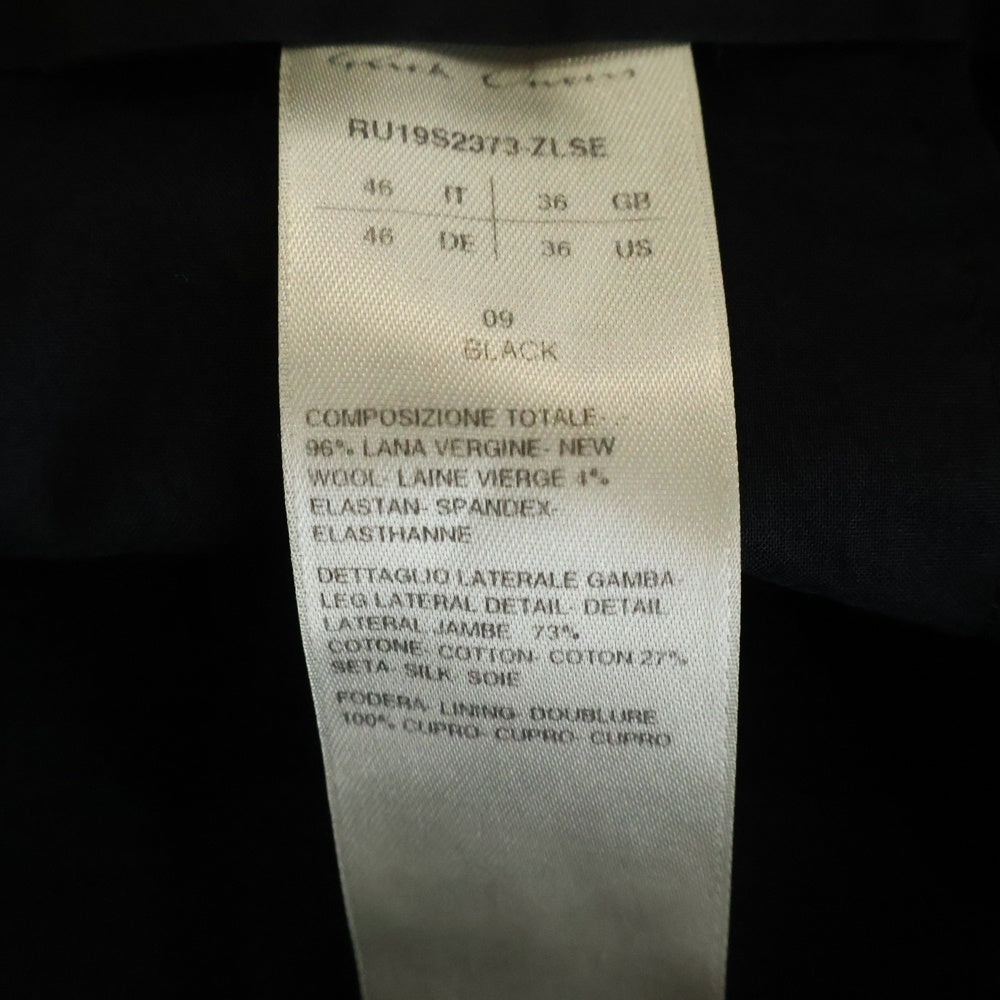 RU19S2373-ZLSE
46 IT 36 GB
46 DE 36 US
09
BLACK
COMPOSIZIONE TOTALE- -
96% LANA VERGINE- NEW
WOOL- LAINE VIERGE 4%
ELASTAN- SPANDEX-
ELASTHANNE
DETTAGLIO LATERALE GAMBA-
LEG LATERAL DETAIL- DETAIL
LATERAL JAMBE 73%
COTONE- COTTON- COTON 27%
SETA- SILK- SOIE
FODERA- LINING- DOUBLURE
100% CUPRO- CUPRO- CUPRO